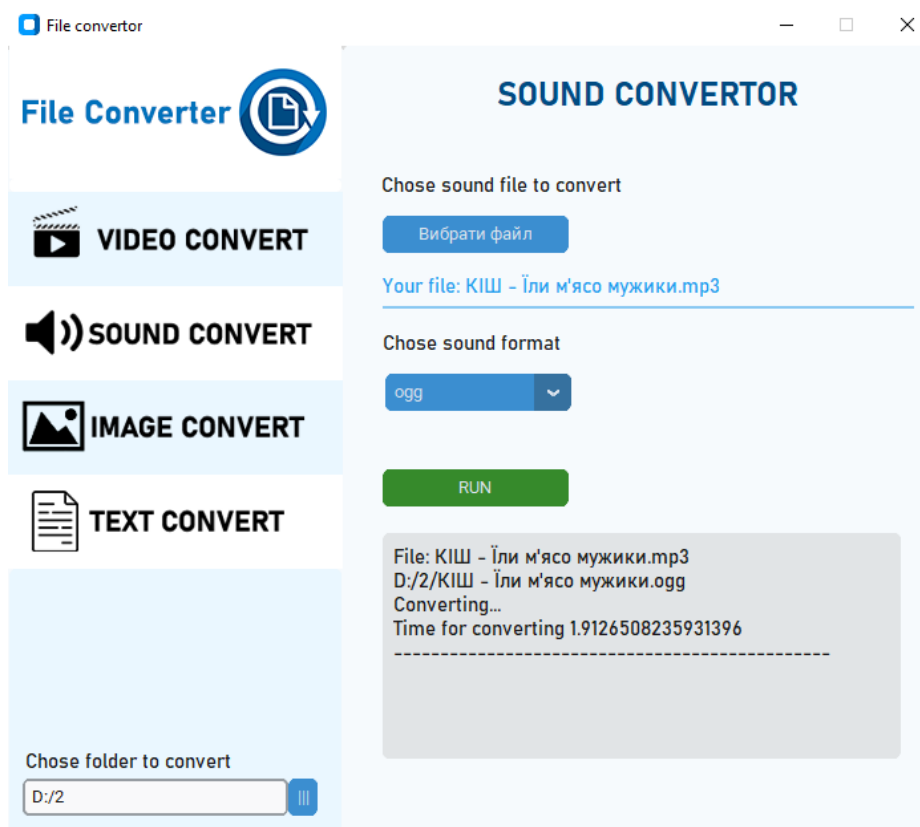 File convertor
File Converter
VIDEO CONVERT
SOUND CONVERT
IMAGE CONVERT
TEXT CONVERT
Chose folder to convert
D:/2
SOUND CONVERTOR
Chose sound file to convert
Вибрати файл
Your file: КІШ - Їли м'ясо мужики.mp3
Chose sound format
ogg
RUN
File: КІШ - Їли м'ясо мужики.mp3
D:/2/КІШ - Їли м'ясо мужики.ogg
Converting...
Time for converting 1.9126508235931396
-----------------------------------------------